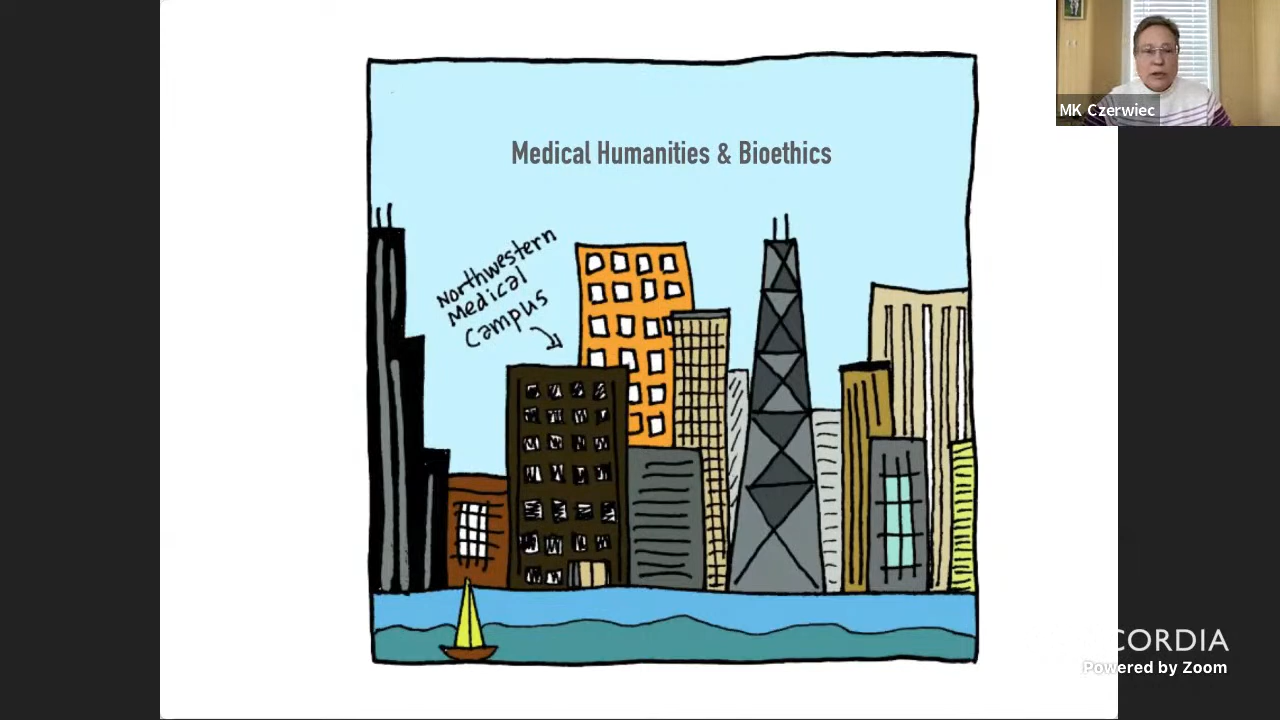 MK Czerwiec
Medical Humanities & Bioethics
Northwestern
Medical
Campus
CORDIA
Powered by Zoom